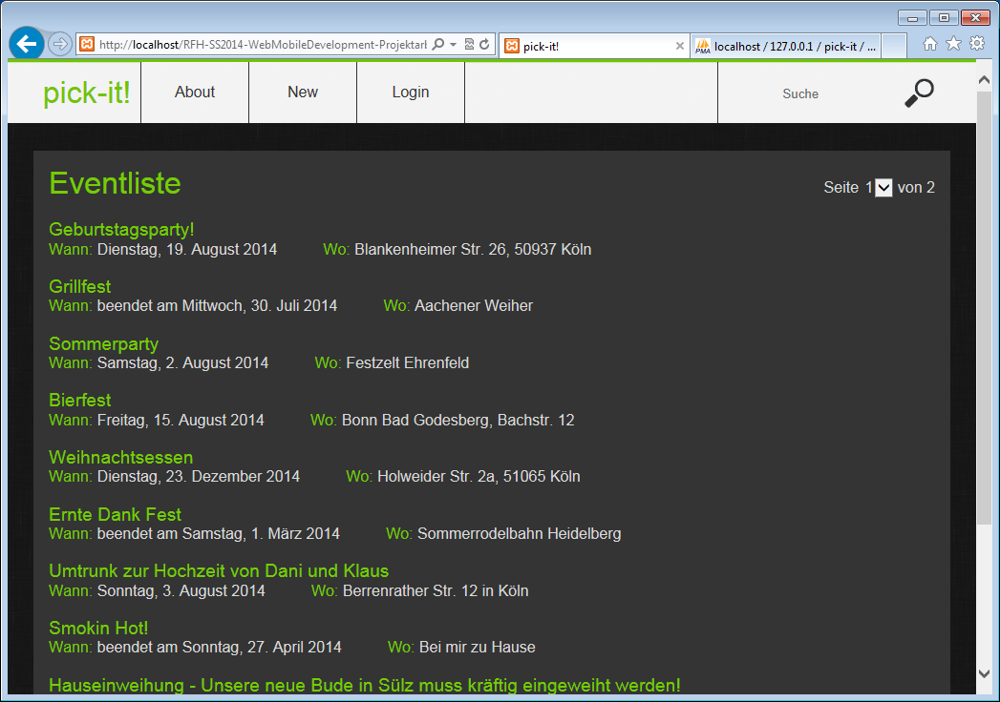 http://localhost/RFH-SS2014-WebMobileDevelopment-Projektarl
pick-it!
PMA localhost / 127.0.0.1 / pick-it / ...
pick-it!
About
New
Login
Suche
Eventliste
Seite 1 von 2
Geburtstagsparty!
Wann: Dienstag, 19. August 2014 Wo: Blankenheimer Str. 26, 50937 Köln
Grillfest
Wann: beendet am Mittwoch, 30. Juli 2014 Wo: Aachener Weiher
Sommerparty
Wann: Samstag, 2. August 2014 Wo: Festzelt Ehrenfeld
Bierfest
Wann: Freitag, 15. August 2014 Wo: Bonn Bad Godesberg, Bachstr. 12
Weihnachtsessen
Wann: Dienstag, 23. Dezember 2014 Wo: Holweider Str. 2a, 51065 Köln
Ernte Dank Fest
Wann: beendet am Samstag, 1. März 2014 Wo: Sommerrodelbahn Heidelberg
Umtrunk zur Hochzeit von Dani und Klaus
Wann: Sonntag, 3. August 2014 Wo: Berrenrather Str. 12 in Köln
Smokin Hot!
Wann: beendet am Sonntag, 27. April 2014 Wo: Bei mir zu Hause
Hauseinweihung - Unsere neue Bude in Sülz muss kräftig eingeweiht werden!